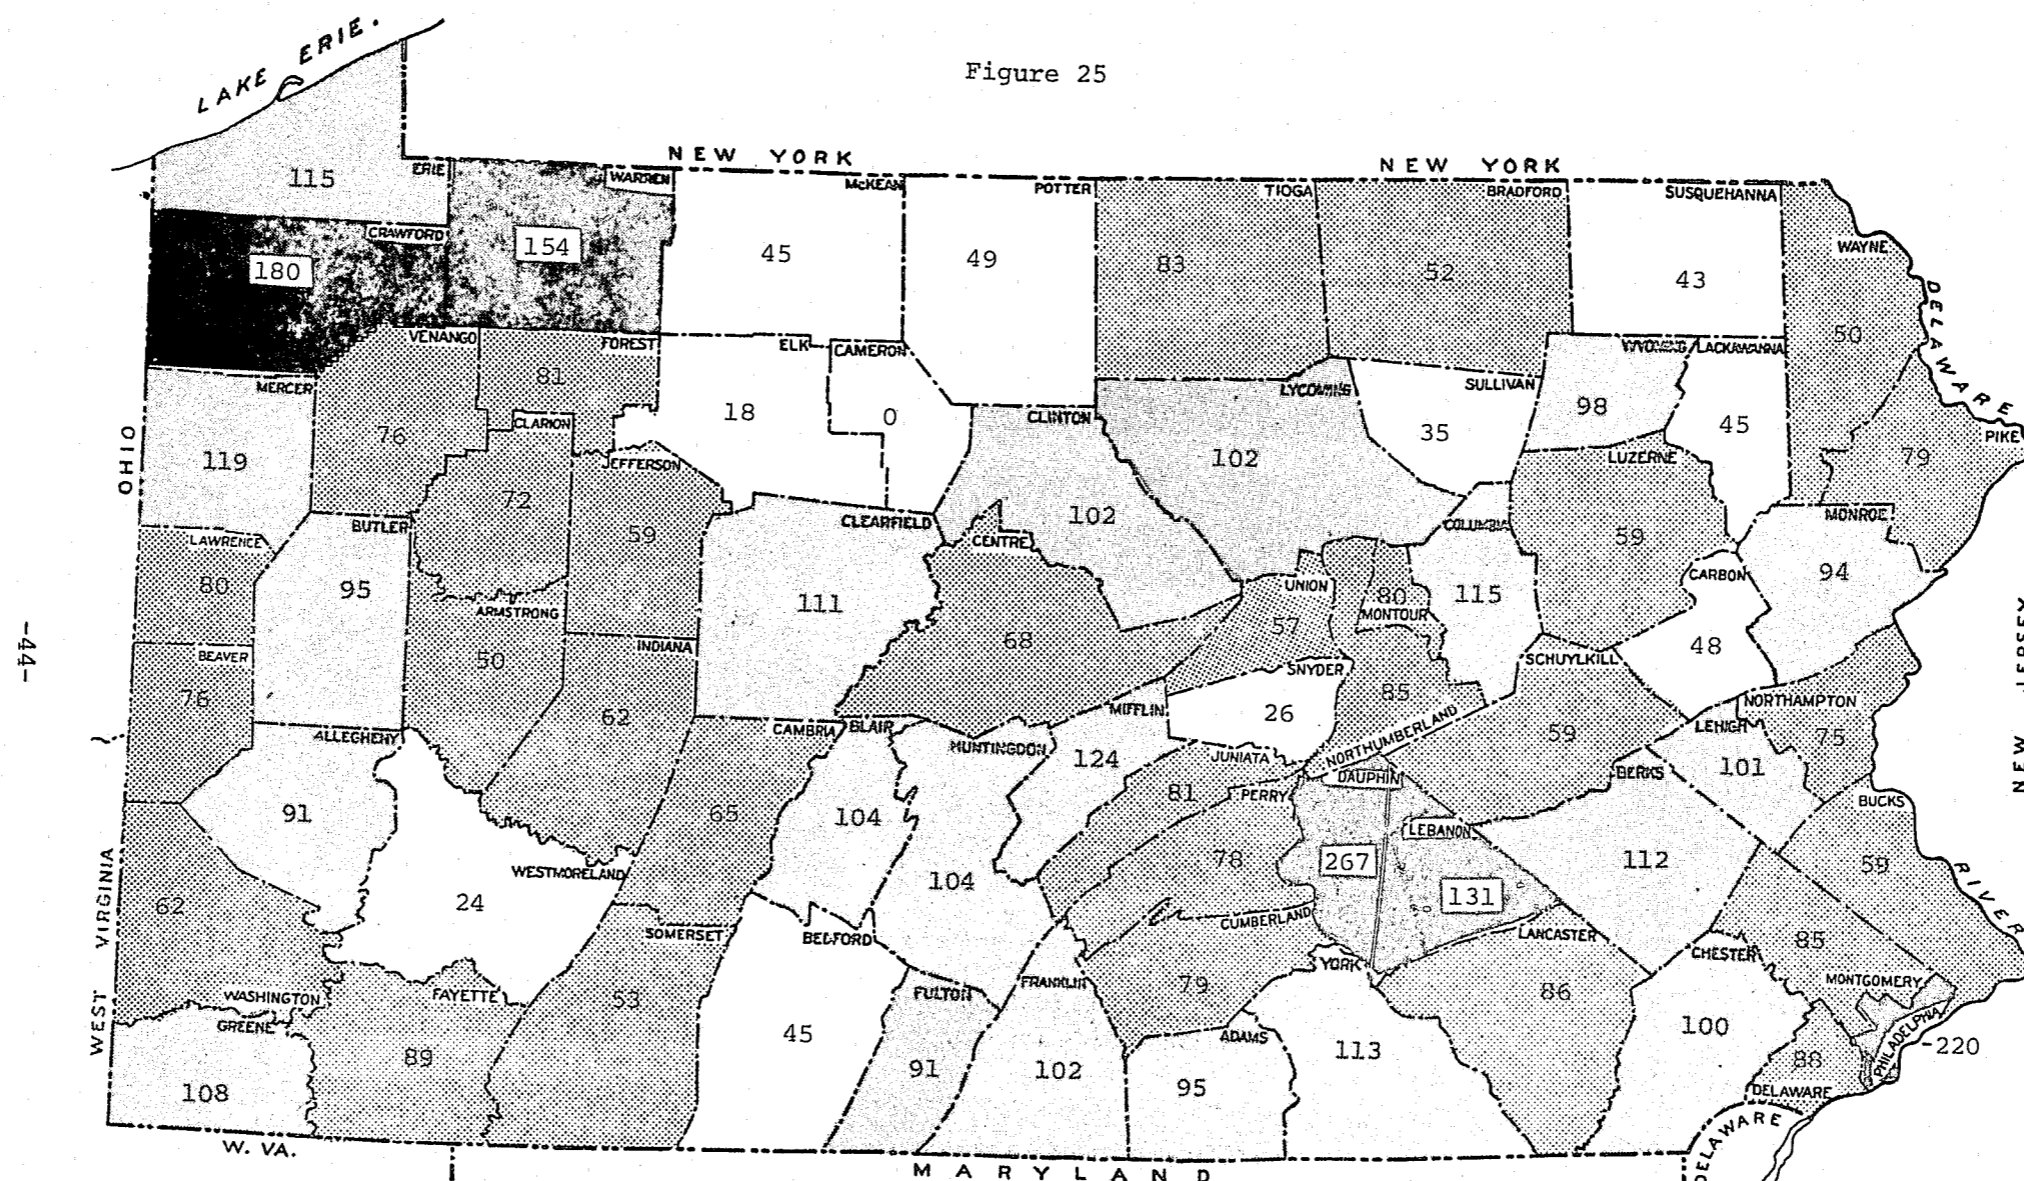 LAKE ERIE.
Figure 25
NEW YORK
NEW YORK
ERIE
115
WARREN
154
McKEAN
45
POTTER
49
TIOGA
83
BRADFORD
52
SUSQUEHANNA
43
WAYNE
50
DELAWARE
CRAWFORD
180
VENANGO
76
FOREST
81
ELK
18
CAMERON
0
WYOMING
98
LACKAWANNA
45
PIKE
79
MERCER
119
OHIO
CLARION
72
JEFFERSON
59
CLINTON
102
LYCOMING
102
SULLIVAN
35
LUZERNE
59
MONROE
94
LAWRENCE
80
BUTLER
95
CLEARFIELD
111
CENTRE
68
COLUMBIA
115
CARBON
48
UNION
57
80
MONTOUR
ARMSTRONG
50
INDIANA
62
BEAVER
76
SNYDER
26
85
NORTHUMBERLAND
SCHUYLKILL
59
NORTHAMPTON
75
LEHIGH
101
MIFFLIN
124
-44-
NEW JERSEY
ALLEGHENY
91
CAMBRIA
65
BLAIR
104
HUNTINGDON
104
JUNIATA
81
PERRY
78
DAUPHIN
267
LEBANON
131
BERKS
112
BUCKS
59
RIVER
WESTMORELAND
24
WEST VIRGINIA
62
WASHINGTON
SOMERSET
53
BEDFORD
45
CUMBERLAND
79
YORK
113
LANCASTER
86
CHESTER
100
85
MONTGOMERY
FAYETTE
89
GREENE
108
FULTON
91
FRANKLIN
102
ADAMS
95
PHILADELPHIA
220
88
DELAWARE
DELAWARE
W. VA.
MARYLAND